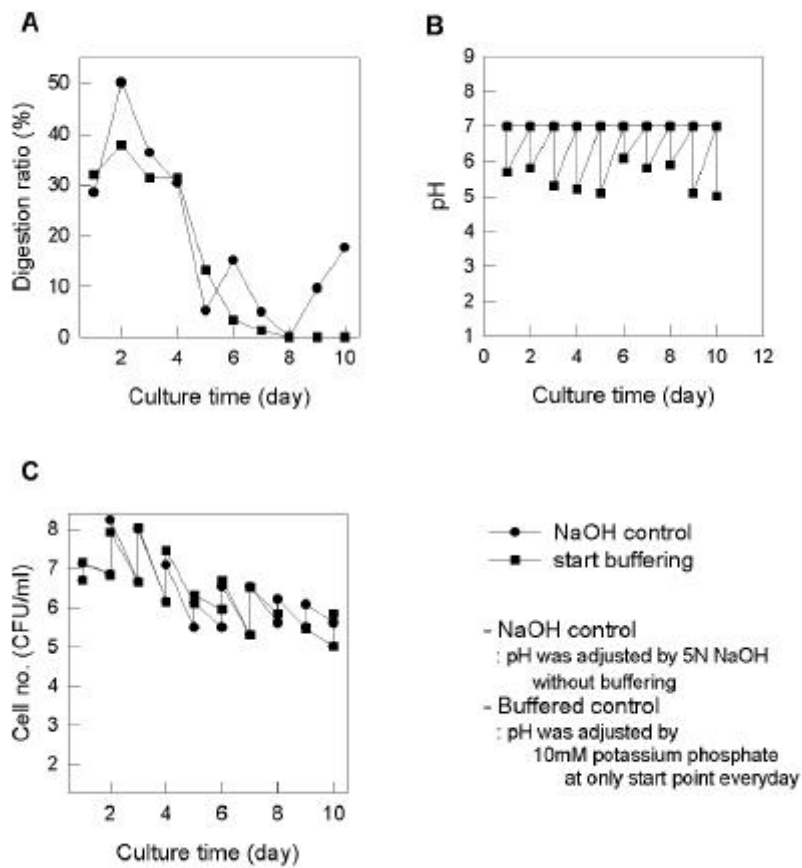 A
Digestion ratio (%)
50
40
30
20
10
0
2 4 6 8 10
Culture time (day)
B
pH
9
8
7
6
5
4
3
2
1
0 2 4 6 8 10 12
Culture time (day)
C
Cell no. (CFU/ml)
8
7
6
5
4
3
2
2 4 6 8 10
Culture time (day)
NaOH control
start buffering
- NaOH control
: pH was adjusted by 5N NaOH
without buffering
- Buffered control
: pH was adjusted by
10mM potassium phosphate
at only start point everyday